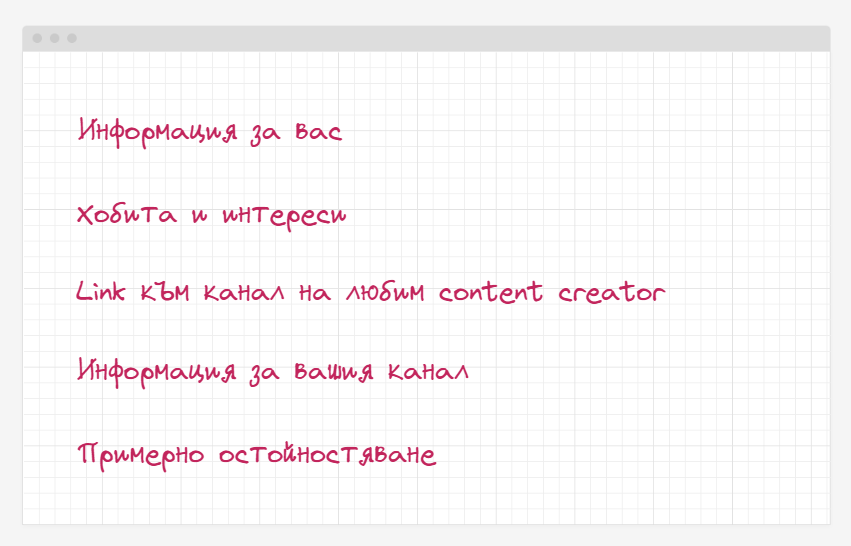 Информация за вас
Хобита и интереси
Link към канал на любим content creator
Информация за вашия канал
Примерно остойностяване